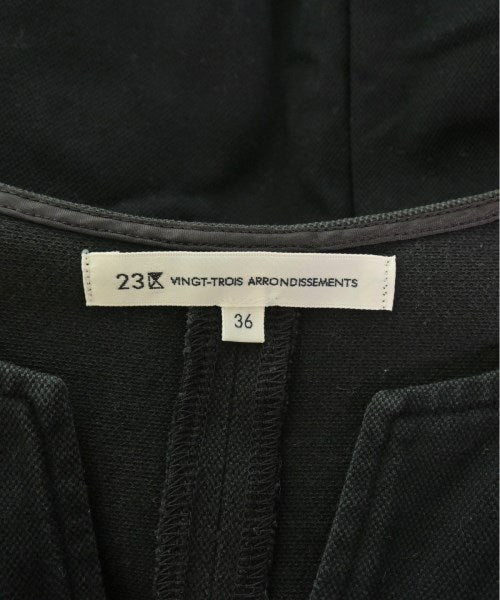 23区 VINGT-TROIS ARRONDISSEMENTS
36